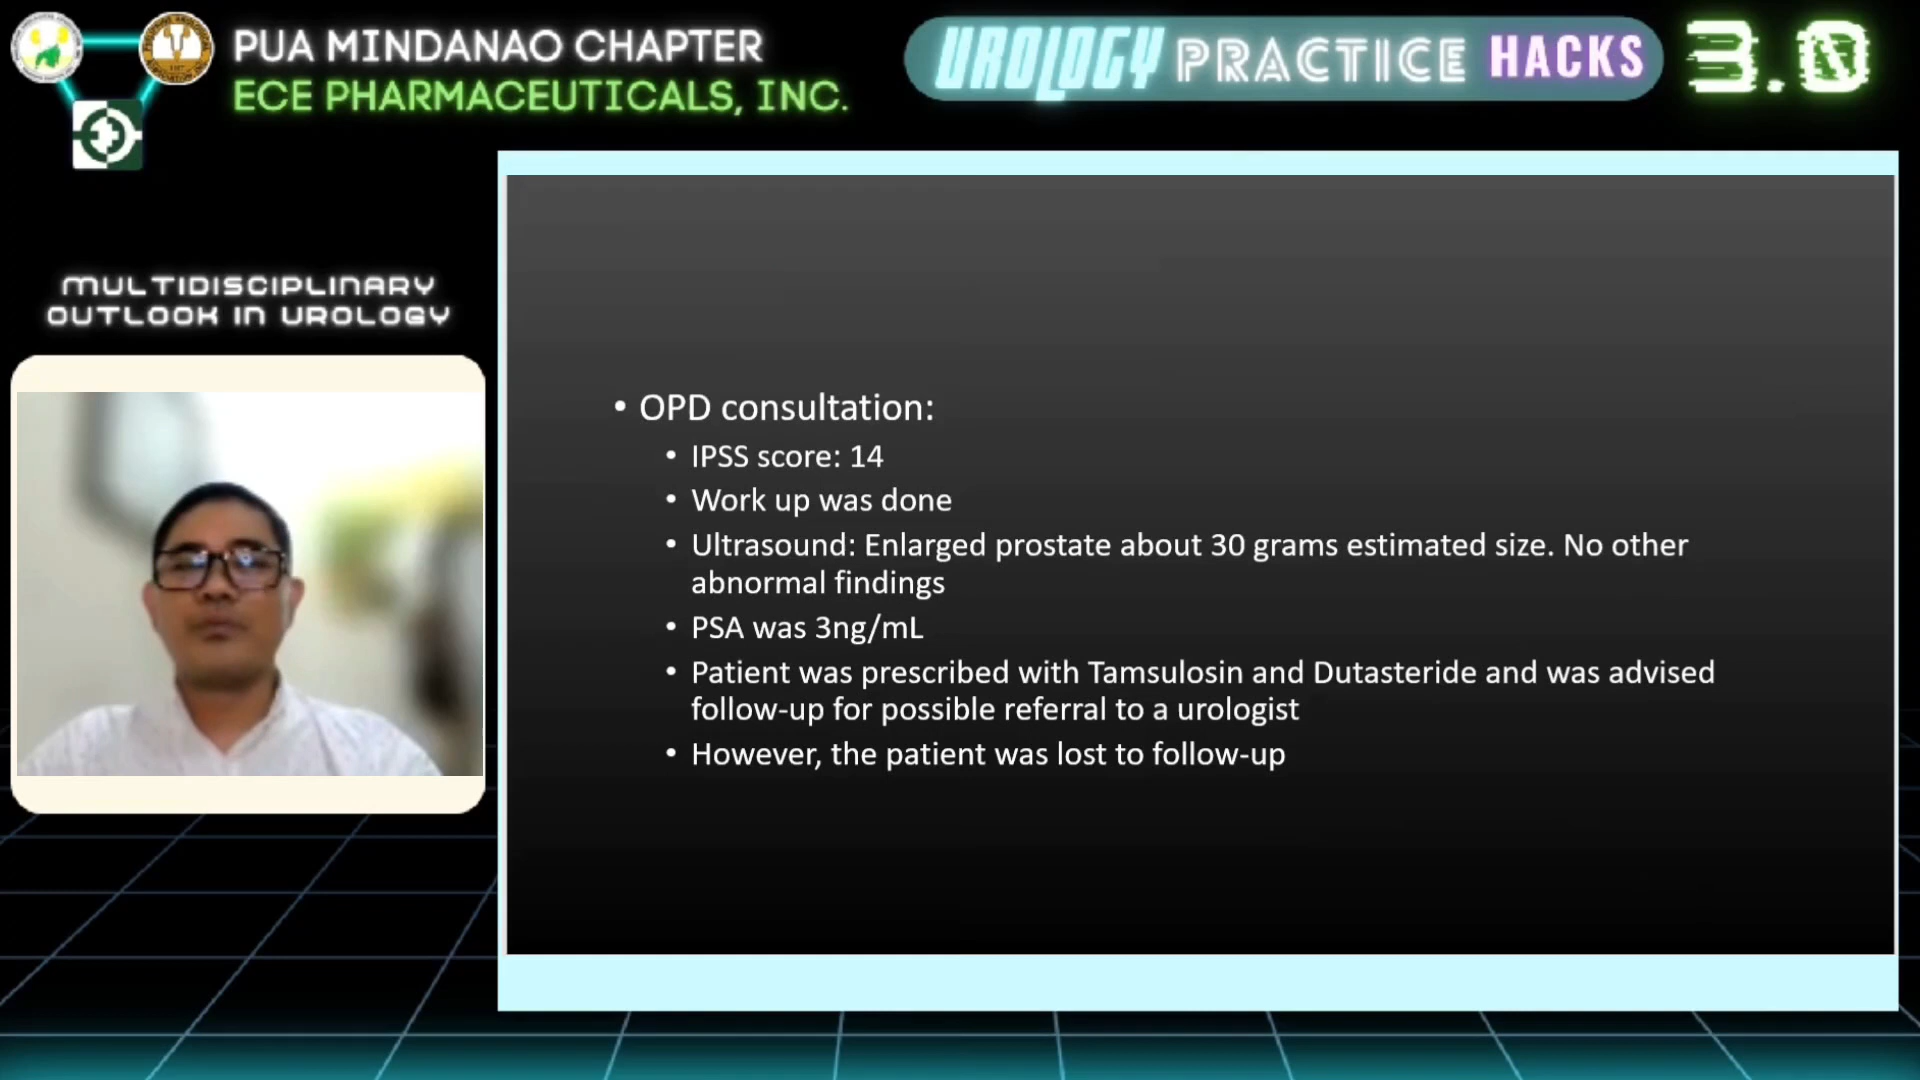 PUA MINDANAO CHAPTER
ECE PHARMACEUTICALS, INC.
UROLOGY PRACTICE HACKS 3.0
MULTIDISCIPLINARY
OUTLOOK IN UROLOGY
• OPD consultation:
• IPSS score: 14
• Work up was done
• Ultrasound: Enlarged prostate about 30 grams estimated size. No other
abnormal findings
• PSA was 3ng/mL
• Patient was prescribed with Tamsulosin and Dutasteride and was advised
follow-up for possible referral to a urologist
• However, the patient was lost to follow-up